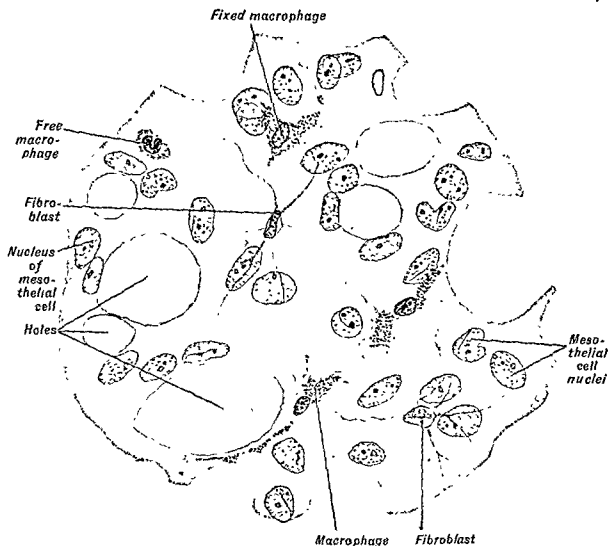 Fixed macrophage
Free
macro-
phage
Fibro-
blast
Nucleus
of
meso-
thelial
cell
Holes
Meso-
thelial
cell
nuclei
Macrophage
Fibroblast